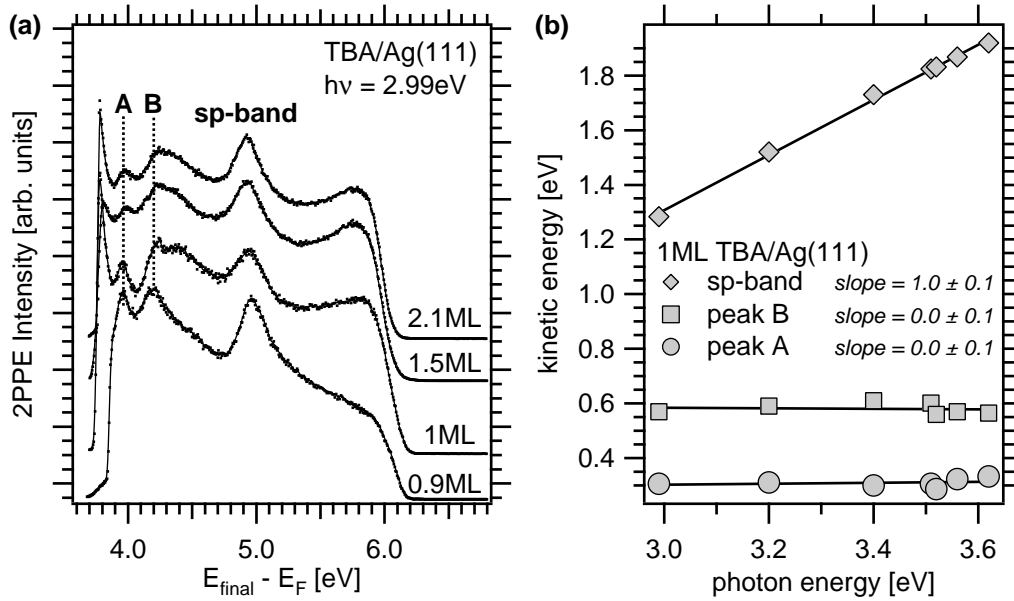 (a)
TBA/Ag(111)
hν = 2.99eV
A
B
sp-band
2.1ML
1.5ML
1ML
0.9ML
2PPE Intensity [arb. units]
4.0
5.0
6.0
E_final - E_F [eV]
(b)
1.8
1.6
1.4
1.2
1.0
0.8
0.6
0.4
kinetic energy [eV]
1ML TBA/Ag(111)
sp-band slope = 1.0 ± 0.1
peak B slope = 0.0 ± 0.1
peak A slope = 0.0 ± 0.1
3.0
3.2
3.4
3.6
photon energy [eV]